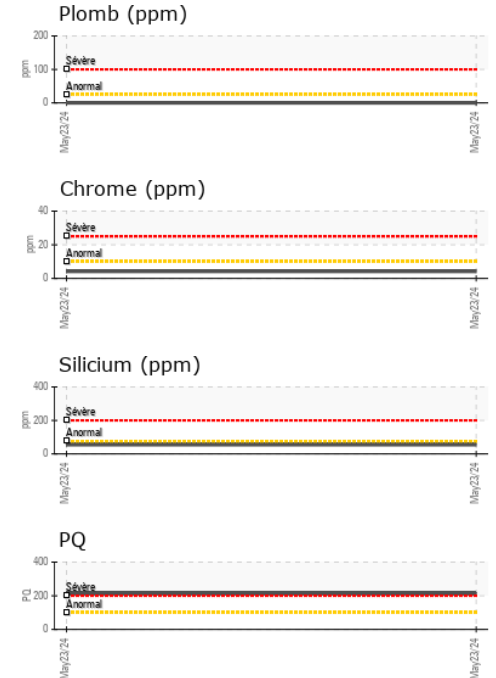 Plomb (ppm)
200
Sévère
ppm
100
Anormal
0
May23/24
May23/24
Chrome (ppm)
40
Sévère
ppm
20
Anormal
0
May23/24
May23/24
Silicium (ppm)
400
Sévère
ppm
200
Anormal
0
May23/24
May23/24
PQ
400
Sévère
PQ
200
Anormal
0
May23/24
May23/24